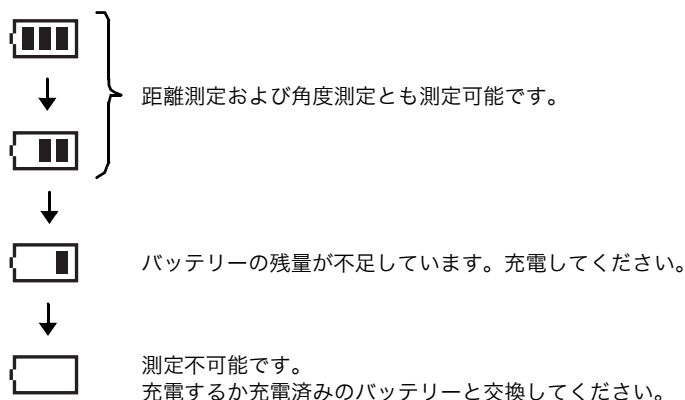 距離測定および角度測定とも測定可能です。
バッテリーの残量が不足しています。充電してください。
測定不可能です。
充電するか充電済みのバッテリーと交換してください。